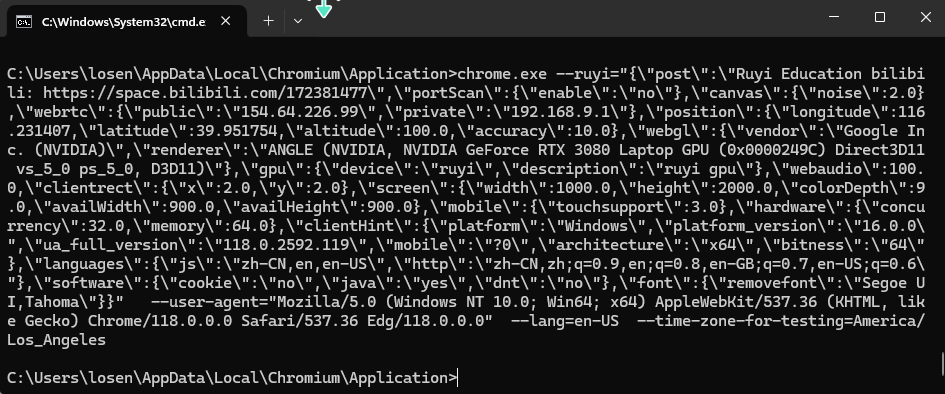 C:\Windows\System32\cmd.e
C:\Users\losen\AppData\Local\Chromium\Application>chrome.exe --ruyi="{\"post\":\"Ruyi Education bilibi
li: https://space.bilibili.com/172381477\",\"portScan\":{\"enable\":\"no\"},\"canvas\":{\"noise\":2.0}
,\"webrtc\":{\"public\":\"154.64.226.99\",\"private\":\"192.168.9.1\"},\"position\":{\"longitude\":116
.231407,\"latitude\":39.951754,\"altitude\":100.0,\"accuracy\":10.0},\"webgl\":{\"vendor\":\"Google In
c. (NVIDIA)\",\"renderer\":\"ANGLE (NVIDIA, NVIDIA GeForce RTX 3080 Laptop GPU (0x0000249C) Direct3D11
 vs_5_0 ps_5_0, D3D11)\"},\"gpu\":{\"device\":\"ruyi\",\"description\":\"ruyi gpu\"},\"webaudio\":100.
0,\"clientrect\":{\"x\":2.0,\"y\":2.0},\"screen\":{\"width\":1000.0,\"height\":2000.0,\"colorDepth\":9
.0,\"availWidth\":900.0,\"availHeight\":900.0},\"mobile\":{\"touchsupport\":3.0},\"hardware\":{\"concu
rrency\":32.0,\"memory\":64.0},\"clientHint\":{\"platform\":\"Windows\",\"platform_version\":\"16.0.0\
",\"ua_full_version\":\"118.0.2592.119\",\"mobile\":\"?0\",\"architecture\":\"x64\",\"bitness\":\"64\"
},\"languages\":{\"js\":\"zh-CN,en,en-US\",\"http\":\"zh-CN,zh;q=0.9,en;q=0.8,en-GB;q=0.7,en-US;q=0.6\
"},\"software\":{\"cookie\":\"no\",\"java\":\"yes\",\"dnt\":\"no\"},\"font\":{\"removefont\":\"Segoe U
I,Tahoma\"}}"   --user-agent="Mozilla/5.0 (Windows NT 10.0; Win64; x64) AppleWebKit/537.36 (KHTML, lik
e Gecko) Chrome/118.0.0.0 Safari/537.36 Edg/118.0.0.0"  --lang=en-US  --time-zone-for-testing=America/
Los_Angeles
C:\Users\losen\AppData\Local\Chromium\Application>